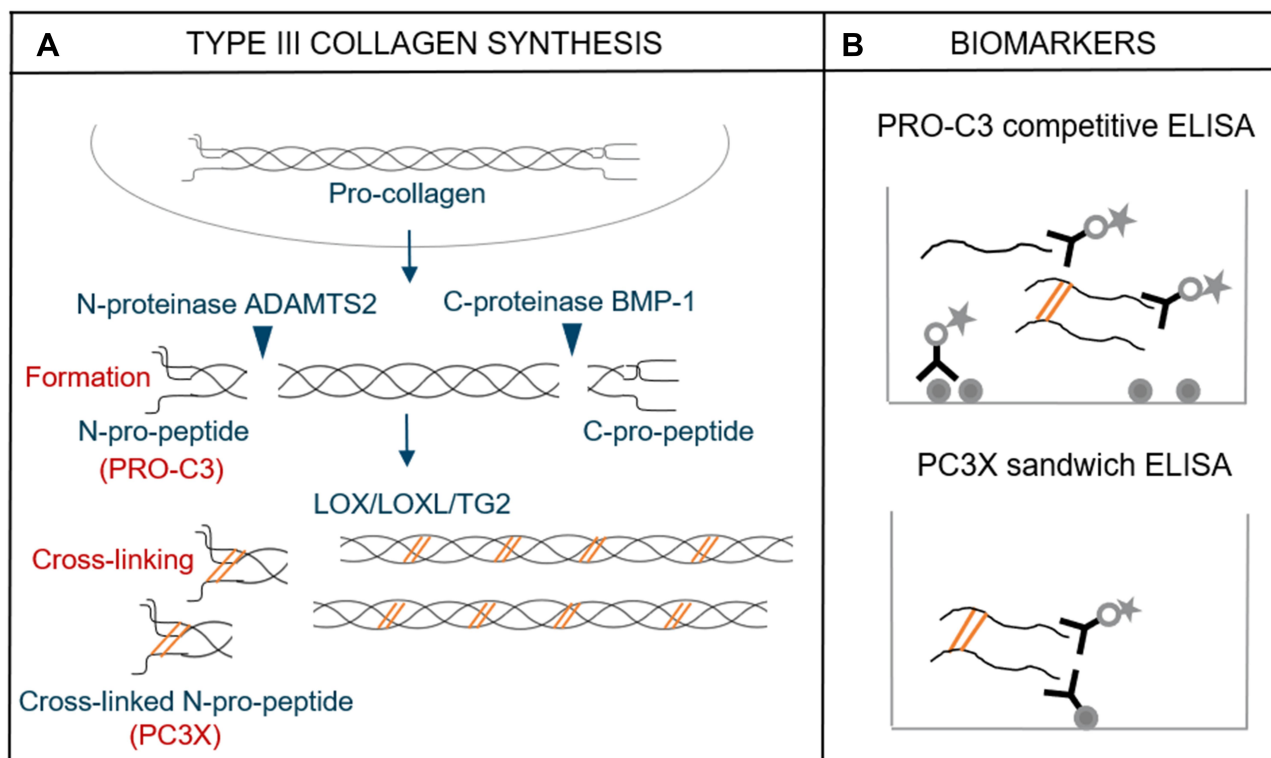 A
TYPE III COLLAGEN SYNTHESIS
Pro-collagen
N-proteinase ADAMTS2
C-proteinase BMP-1
Formation
N-pro-peptide
(PRO-C3)
C-pro-peptide
LOX/LOXL/TG2
Cross-linking
Cross-linked N-pro-peptide
(PC3X)
B
BIOMARKERS
PRO-C3 competitive ELISA
PC3X sandwich ELISA